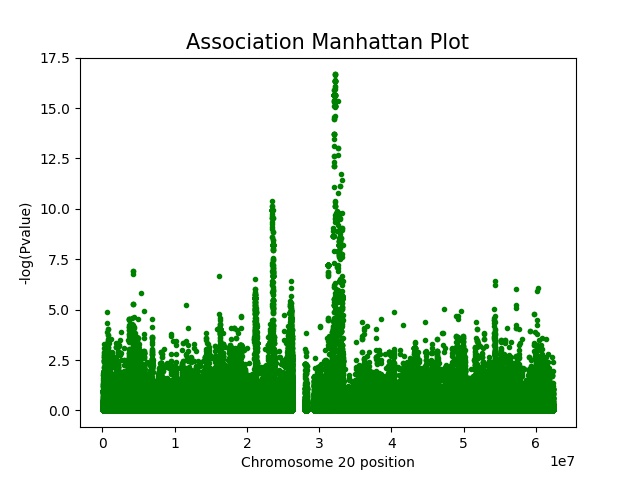 Association Manhattan Plot
-log(Pvalue)
17.5
15.0
12.5
10.0
7.5
5.0
2.5
0.0
0 1 2 3 4 5 6
1e7
Chromosome 20 position